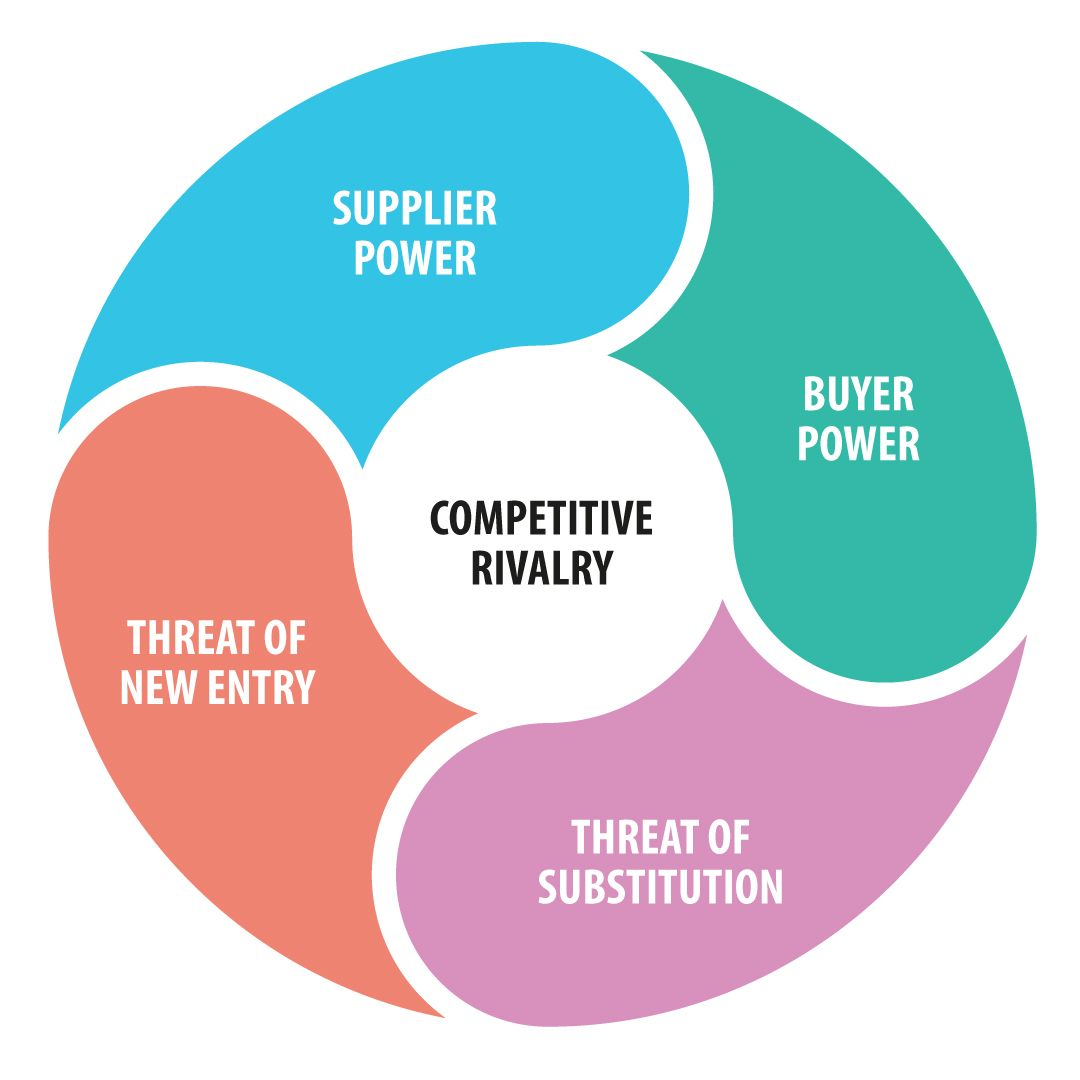 SUPPLIER
POWER
BUYER
POWER
COMPETITIVE
RIVALRY
THREAT OF
NEW ENTRY
THREAT OF
SUBSTITUTION